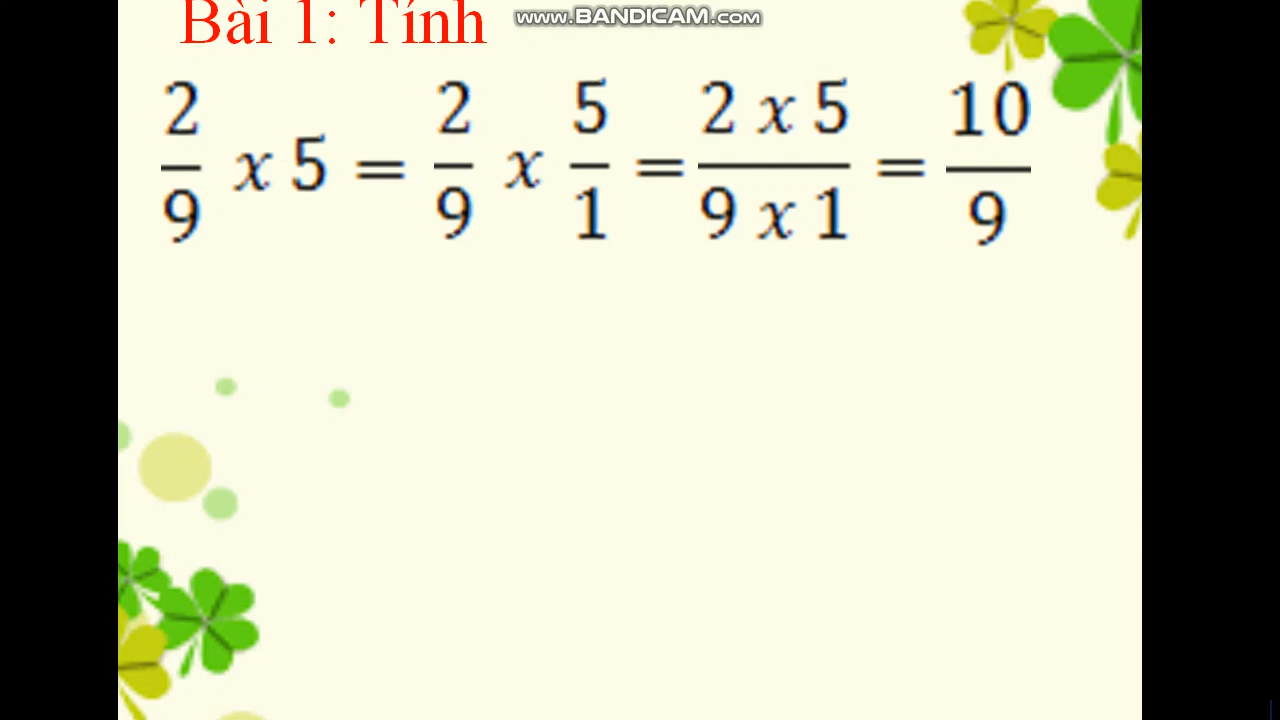 Bài 1: Tính
www.BANDICAM.com
2/9 x 5 = 2/9 x 5/1 = (2 x 5)/(9 x 1) = 10/9